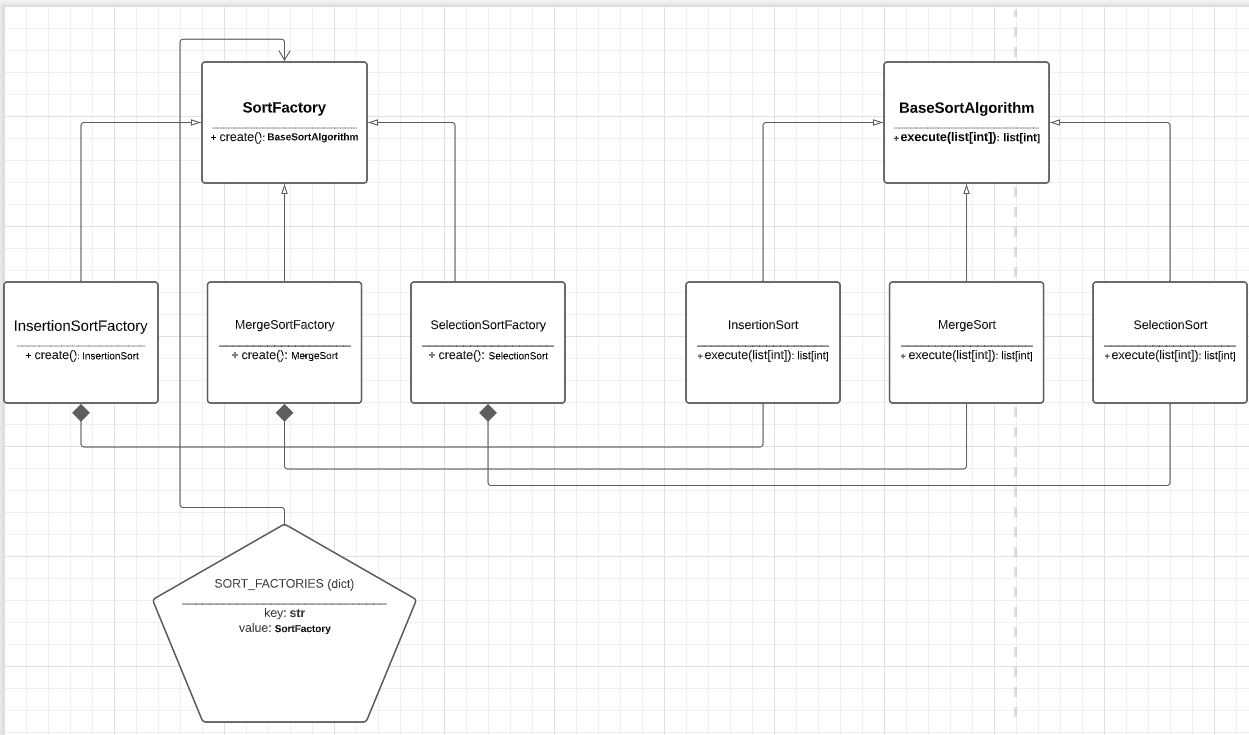 SortFactory
+ create(): BaseSortAlgorithm
BaseSortAlgorithm
+execute(list[int]): list[int]
InsertionSortFactory
+ create(): InsertionSort
MergeSortFactory
+ create(): MergeSort
SelectionSortFactory
+ create(): SelectionSort
InsertionSort
+execute(list[int]): list[int]
MergeSort
+execute(list[int]): list[int]
SelectionSort
+execute(list[int]): list[int]
SORT_FACTORIES (dict)
key: str
value: SortFactory